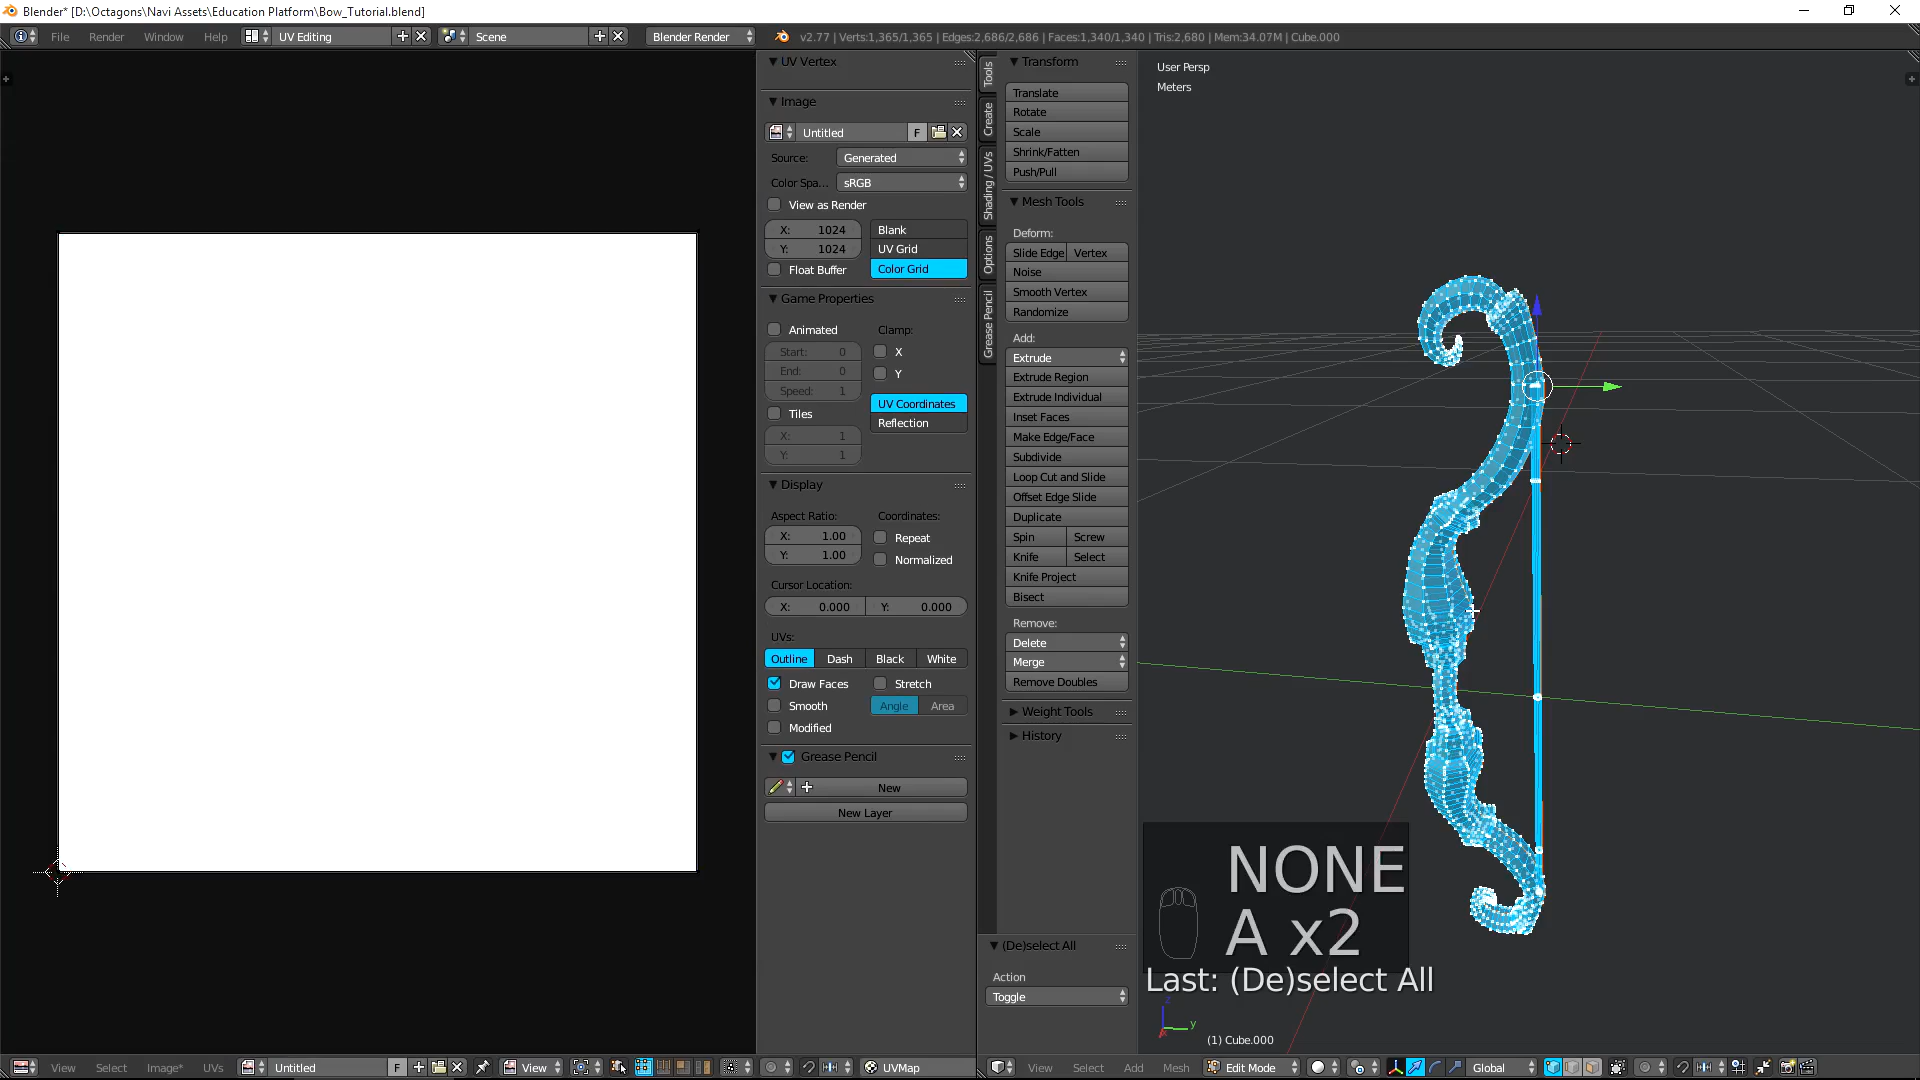 Blender* [D:\Octagons\Navi Assets\Education Platform\Bow_Tutorial.blend]
File Render Window Help UV Editing Scene Blender Render v2.77 | Verts:1,365/1,365 | Edges:2,686/2,686 | Faces:1,340/1,340 | Tris:2,680 | Mem:34.07M | Cube.000
UV Vertex
Image
Untitled F
Source: Generated
Color Spa... sRGB
View as Render
X: 1024 Blank
Y: 1024 UV Grid
Float Buffer Color Grid
Game Properties
Animated Clamp:
Start: 0 X
End: 0 Y
Speed: 1
Tiles UV Coordinates
X: 1 Reflection
Y: 1
Display
Aspect Ratio: Coordinates:
X: 1.00 Repeat
Y: 1.00 Normalized
Cursor Location:
X: 0.000 Y: 0.000
UVs:
Outline Dash Black White
Draw Faces Stretch
Smooth Angle Area
Modified
Grease Pencil
New
New Layer
Tools
Create
Shading / UVs
Options
Grease Pencil
Transform
Translate
Rotate
Scale
Shrink/Fatten
Push/Pull
Mesh Tools
Deform:
Slide Edge Vertex
Noise
Smooth Vertex
Randomize
Add:
Extrude
Extrude Region
Extrude Individual
Inset Faces
Make Edge/Face
Subdivide
Loop Cut and Slide
Offset Edge Slide
Duplicate
Spin Screw
Knife Select
Knife Project
Bisect
Remove:
Delete
Merge
Remove Doubles
Weight Tools
History
(De)select All
Action
Toggle
User Persp
Meters
NONE
A x2
Last: (De)select All
z
y
x
(1) Cube.000
View Select Image* UVs Untitled F View UVMap
View Select Add Mesh Edit Mode Global